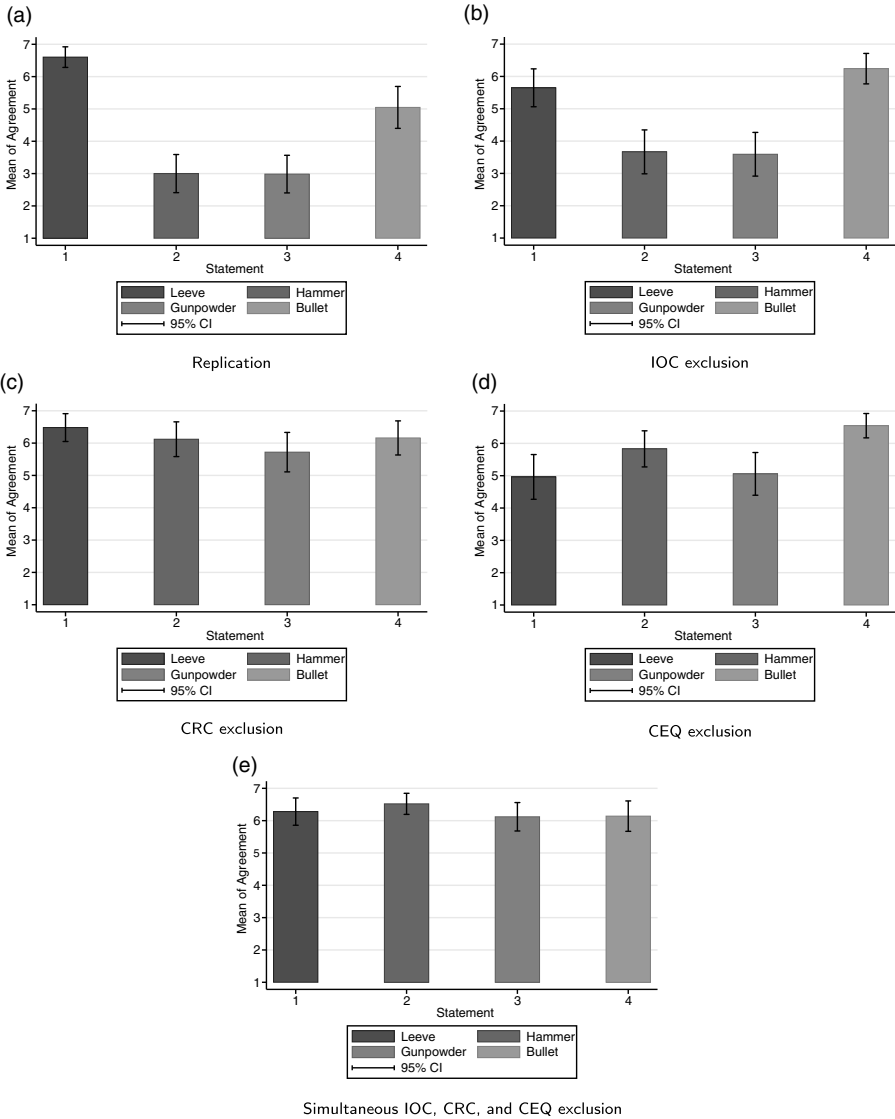 (a)
7
6
5
4
3
2
1
Mean of Agreement
1 2 3 4
Statement
Leeve Hammer
Gunpowder Bullet
95% CI
Replication
(b)
7
6
5
4
3
2
1
Mean of Agreement
1 2 3 4
Statement
Leeve Hammer
Gunpowder Bullet
95% CI
IOC exclusion
(c)
7
6
5
4
3
2
1
Mean of Agreement
1 2 3 4
Statement
Leeve Hammer
Gunpowder Bullet
95% CI
CRC exclusion
(d)
7
6
5
4
3
2
1
Mean of Agreement
1 2 3 4
Statement
Leeve Hammer
Gunpowder Bullet
95% CI
CEQ exclusion
(e)
7
6
5
4
3
2
1
Mean of Agreement
1 2 3 4
Statement
Leeve Hammer
Gunpowder Bullet
95% CI
Simultaneous IOC, CRC, and CEQ exclusion